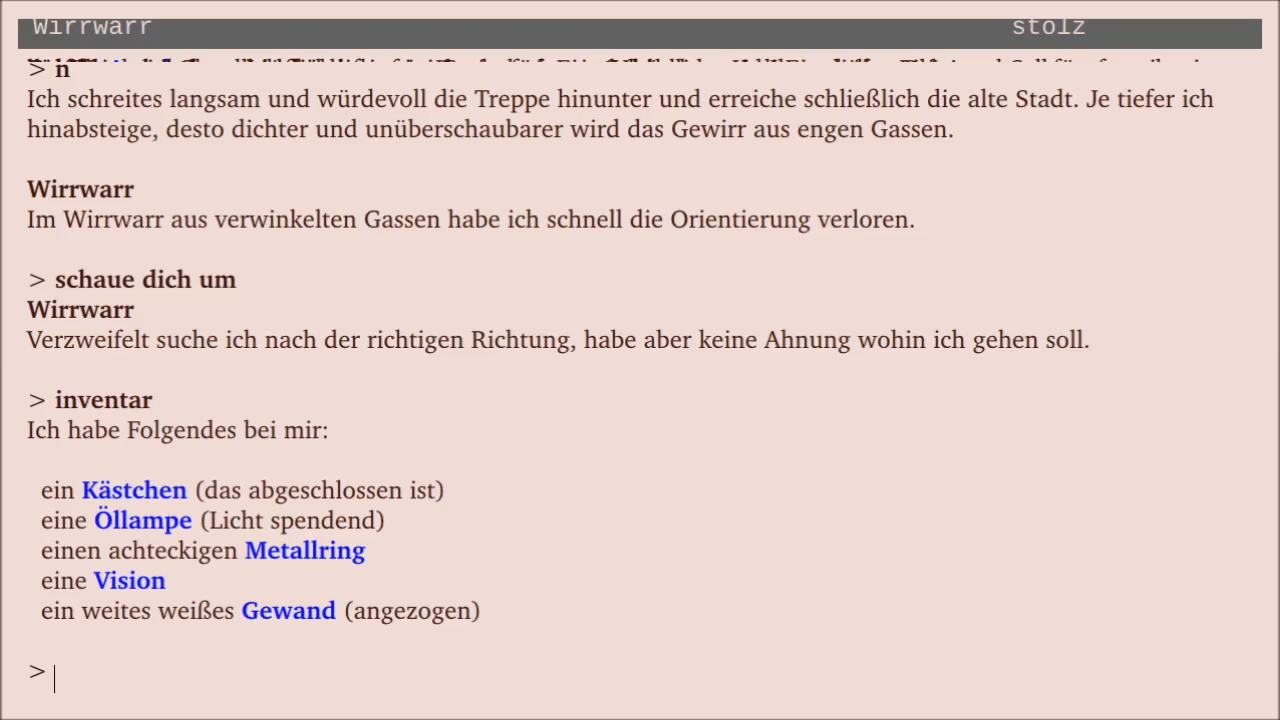 Wirrwarr stolz
> n
Ich schreites langsam und würdevoll die Treppe hinunter und erreiche schließlich die alte Stadt. Je tiefer ich
hinabsteige, desto dichter und unüberschaubarer wird das Gewirr aus engen Gassen.
Wirrwarr
Im Wirrwarr aus verwinkelten Gassen habe ich schnell die Orientierung verloren.
> schaue dich um
Wirrwarr
Verzweifelt suche ich nach der richtigen Richtung, habe aber keine Ahnung wohin ich gehen soll.
> inventar
Ich habe Folgendes bei mir:
ein Kästchen (das abgeschlossen ist)
eine Öllampe (Licht spendend)
einen achteckigen Metallring
eine Vision
ein weites weißes Gewand (angezogen)
>